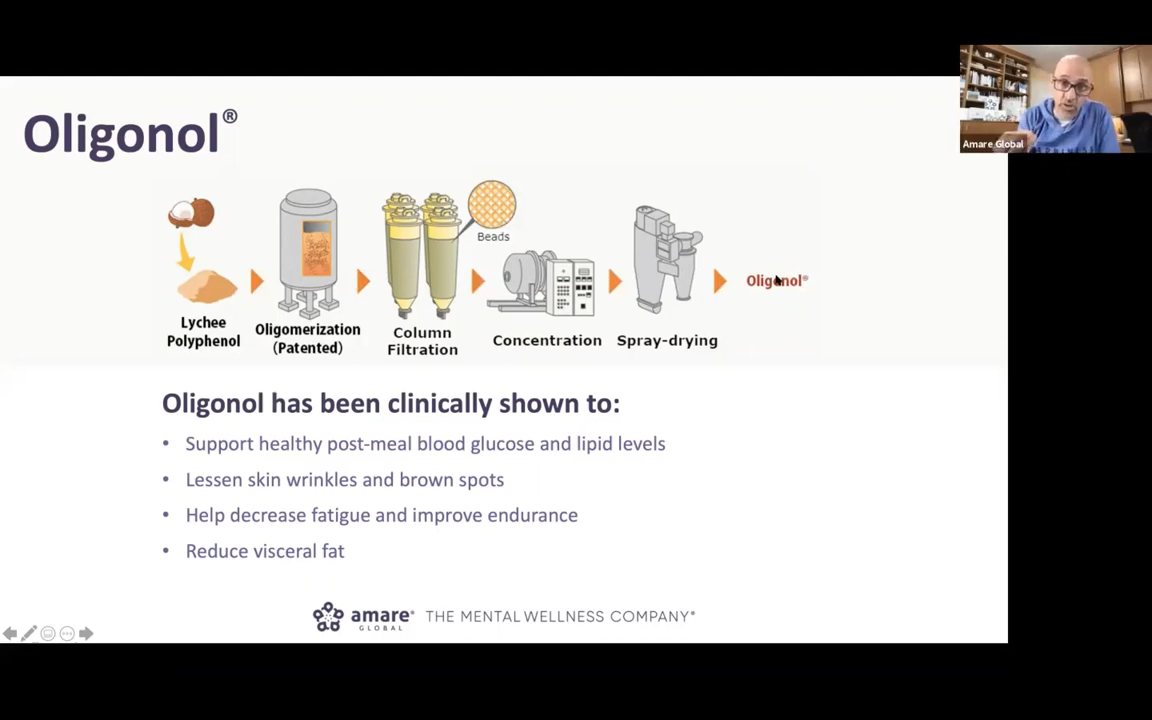 Oligonol®
Beads
Lychee
Polyphenol
Oligomerization
(Patented)
Column
Filtration
Concentration
Spray-drying
Oligonol®
Oligonol has been clinically shown to:
• Support healthy post-meal blood glucose and lipid levels
• Lessen skin wrinkles and brown spots
• Help decrease fatigue and improve endurance
• Reduce visceral fat
amare®
GLOBAL
THE MENTAL WELLNESS COMPANY®
Amare Global